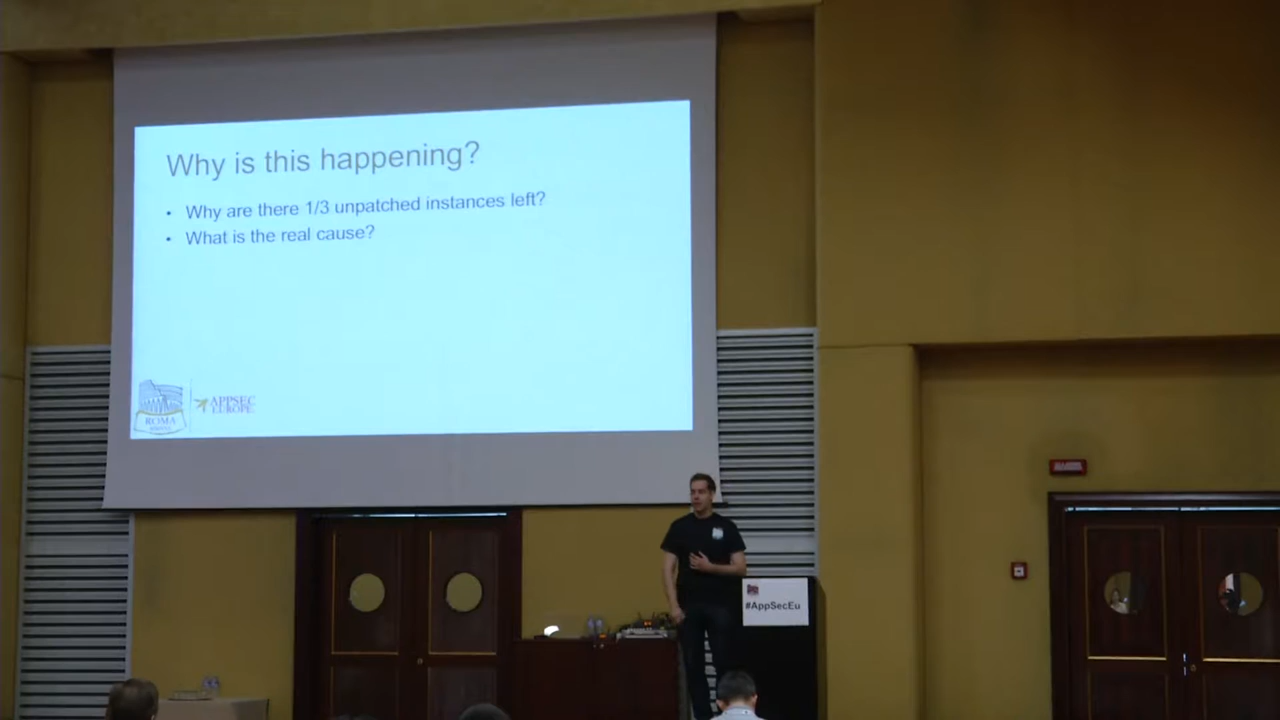 Why is this happening?
• Why are there 1/3 unpatched instances left?
• What is the real cause?
ROMA
APPSEC
EUROPE
#AppSecEu